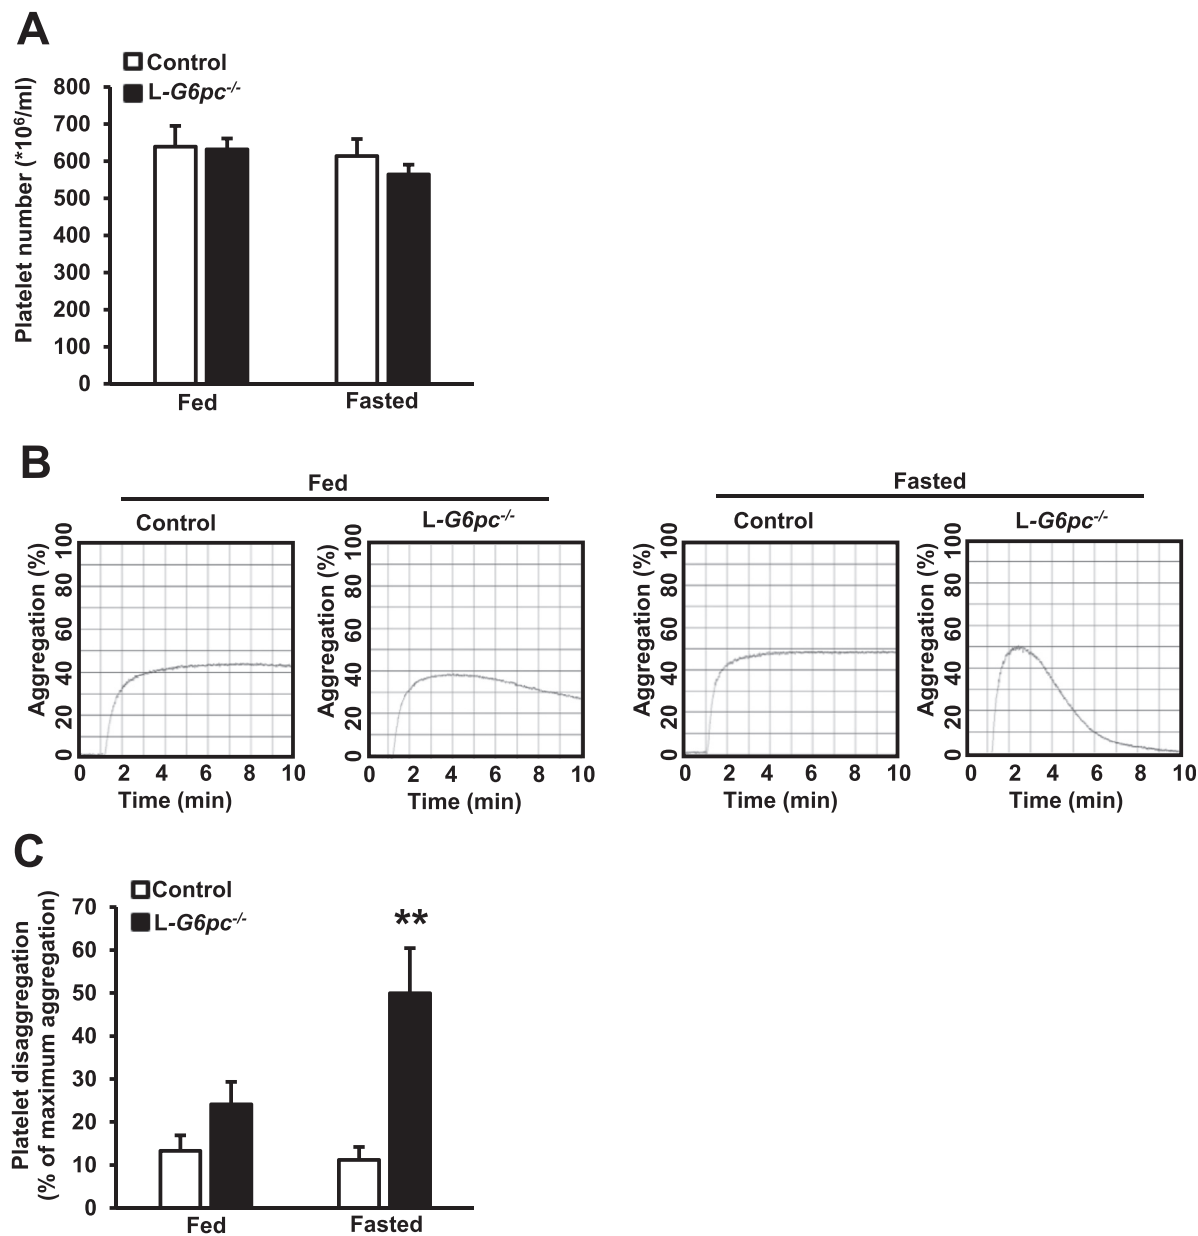 A
Control
L-G6pc-/-
Platelet number (*10⁶/ml)
800
700
600
500
400
300
200
100
0
Fed
Fasted
B
Fed
Fasted
Control
L-G6pc-/-
Control
L-G6pc-/-
Aggregation (%)
100
80
60
40
20
0
0 2 4 6 8 10
Time (min)
Aggregation (%)
100
80
60
40
20
0
0 2 4 6 8 10
Time (min)
Aggregation (%)
100
80
60
40
20
0
0 2 4 6 8 10
Time (min)
Aggregation (%)
100
80
60
40
20
0
0 2 4 6 8 10
Time (min)
C
Control
L-G6pc-/-
Platelet disaggregation
(% of maximum aggregation)
70
60
50
40
30
20
10
0
**
Fed
Fasted